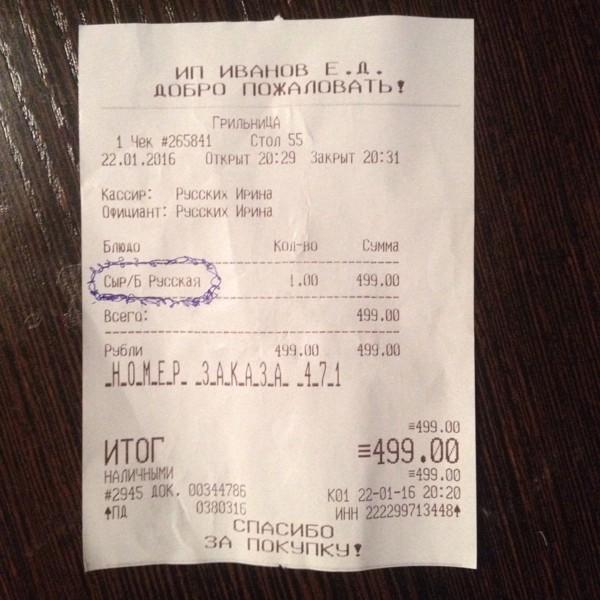 ИП ИВАНОВ Е.Д.
ДОБРО ПОЖАЛОВАТЬ!
ГРИЛЬНИЦА
1 Чек #265841 Стол 55
22.01.2016 Открыт 20:29 Закрыт 20:31
Кассир: Русских Ирина
Официант: Русских Ирина
Блюдо Кол-во Сумма
Сыр/Б Русская 1.00 499.00
Всего: 499.00
Рубли 499.00 499.00
_Н_О_М_Е_Р_ _З_А_К_А_З_А_ _4_7_1
≡499.00
ИТОГ ≡499.00
НАЛИЧНЫМИ ≡499.00
#2945 ДОК. 00344786 К01 22-01-16 20:20
↑ПД 0380316 ИНН 222299713448↑
СПАСИБО
ЗА ПОКУПКУ!